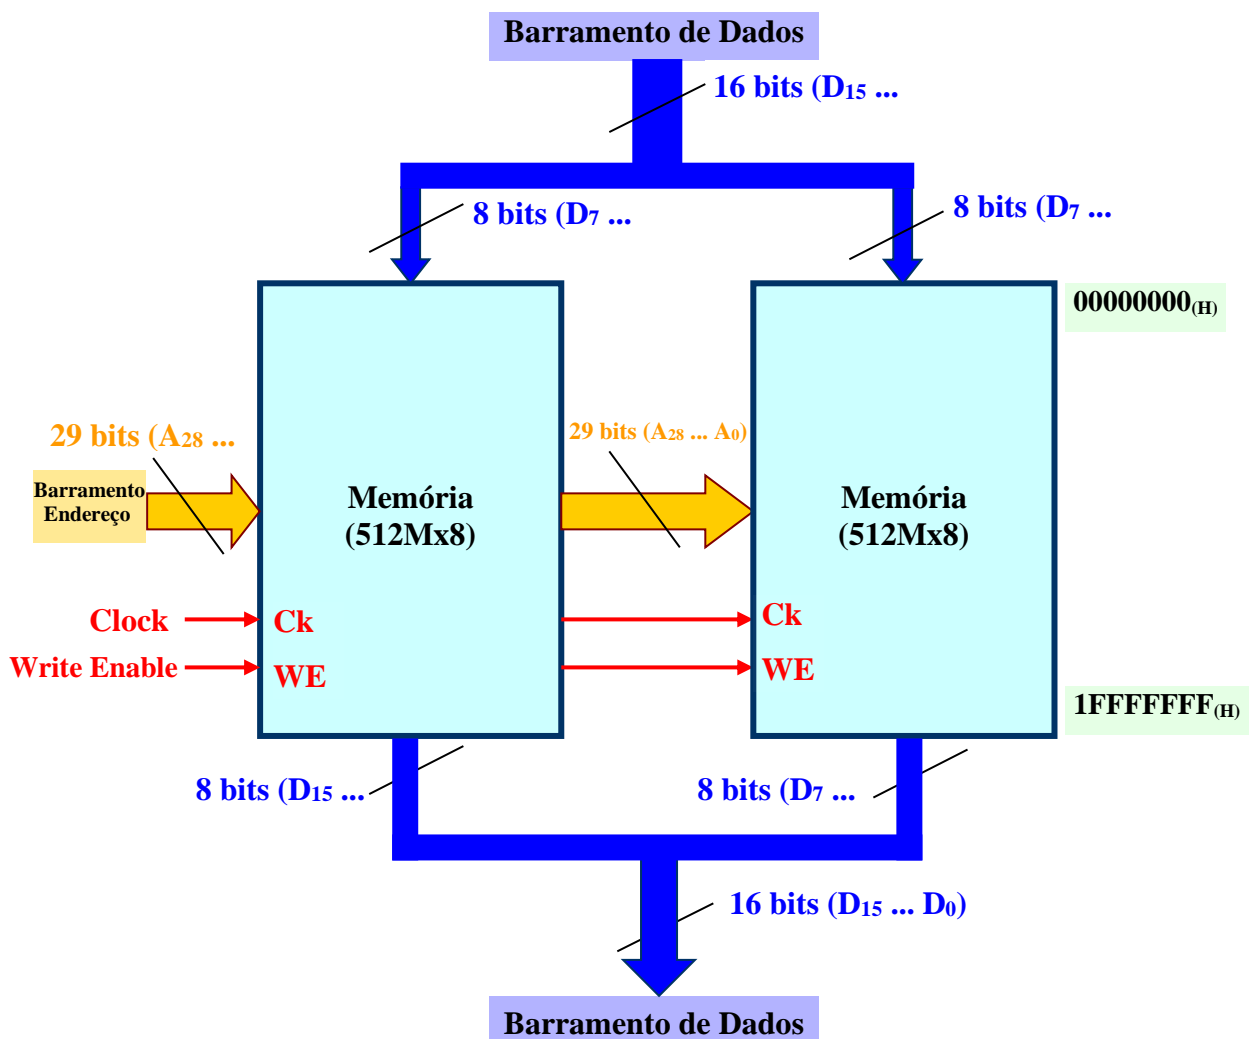 Barramento de Dados
16 bits (D15 ...
8 bits (D7 ...
8 bits (D7 ...
00000000(H)
29 bits (A28 ...
29 bits (A28 ... A0)
Barramento
Endereço
Memória
(512Mx8)
Memória
(512Mx8)
Clock
Ck
Ck
Write Enable
WE
WE
1FFFFFFF(H)
8 bits (D15 ...
8 bits (D7 ...
16 bits (D15 ... D0)
Barramento de Dados